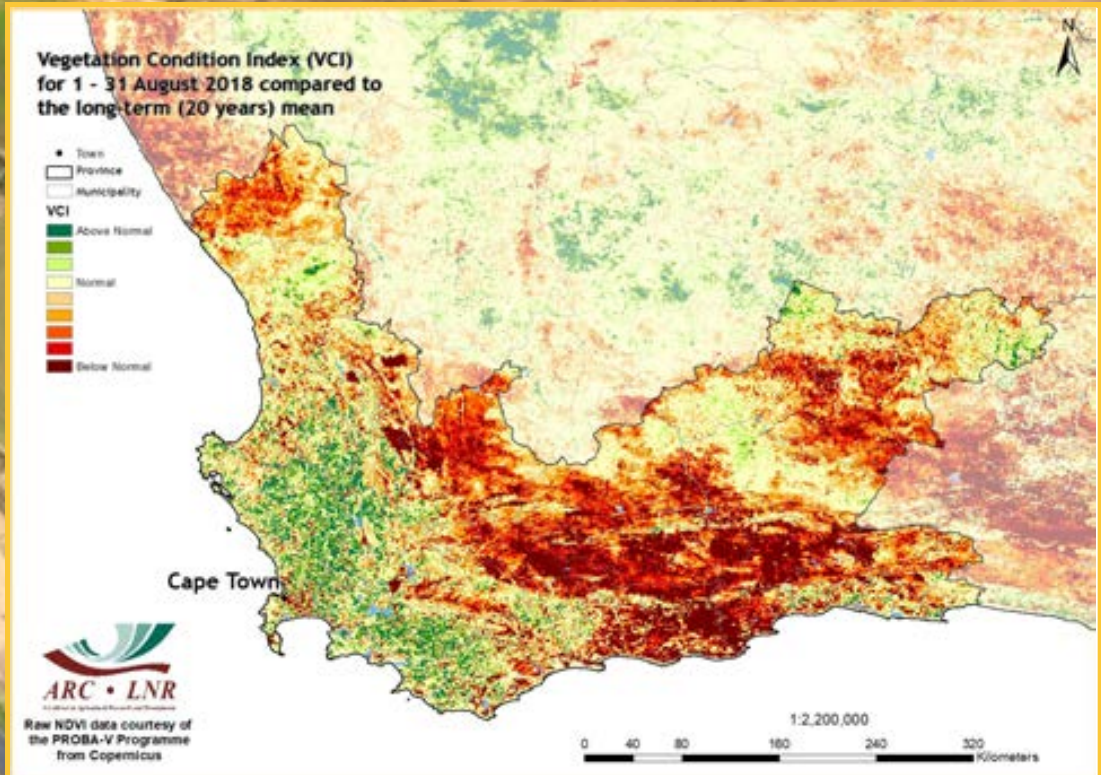 Vegetation Condition Index (VCI)
for 1 - 31 August 2018 compared to
the long-term (20 years) mean
N
Town
Province
Municipality
VCI
Above Normal
Normal
Below Normal
Cape Town
ARC • LNR
Raw NDVI data courtesy of
the PROBA-V Programme
from Copernicus
1:2,200,000
0 40 80 160 240 320
Kilometers